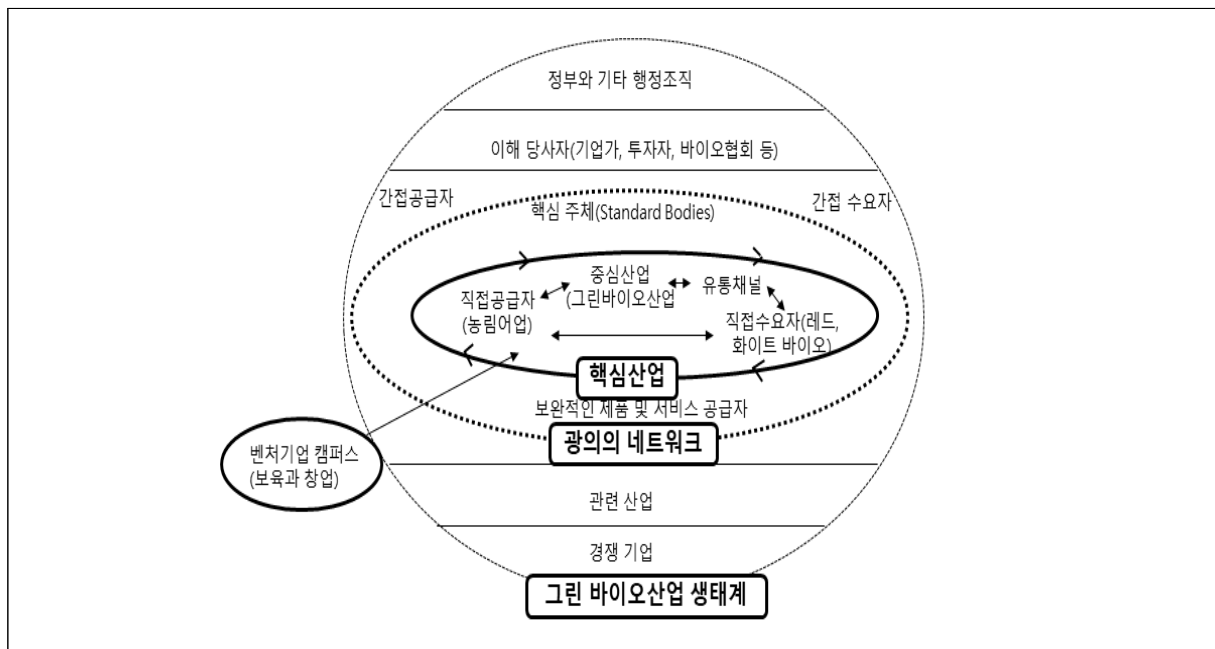 정부와 기타 행정조직
이해 당사자(기업가, 투자자, 바이오협회 등)
간접공급자
간접 수요자
핵심 주체(Standard Bodies)
중심산업
(그린바이오산업
유통채널
직접공급자
(농림어업)
직접수요자(레드,
화이트 바이오)
핵심산업
보완적인 제품 및 서비스 공급자
광의의 네트워크
벤처기업 캠퍼스
(보육과 창업)
관련 산업
경쟁 기업
그린 바이오산업 생태계